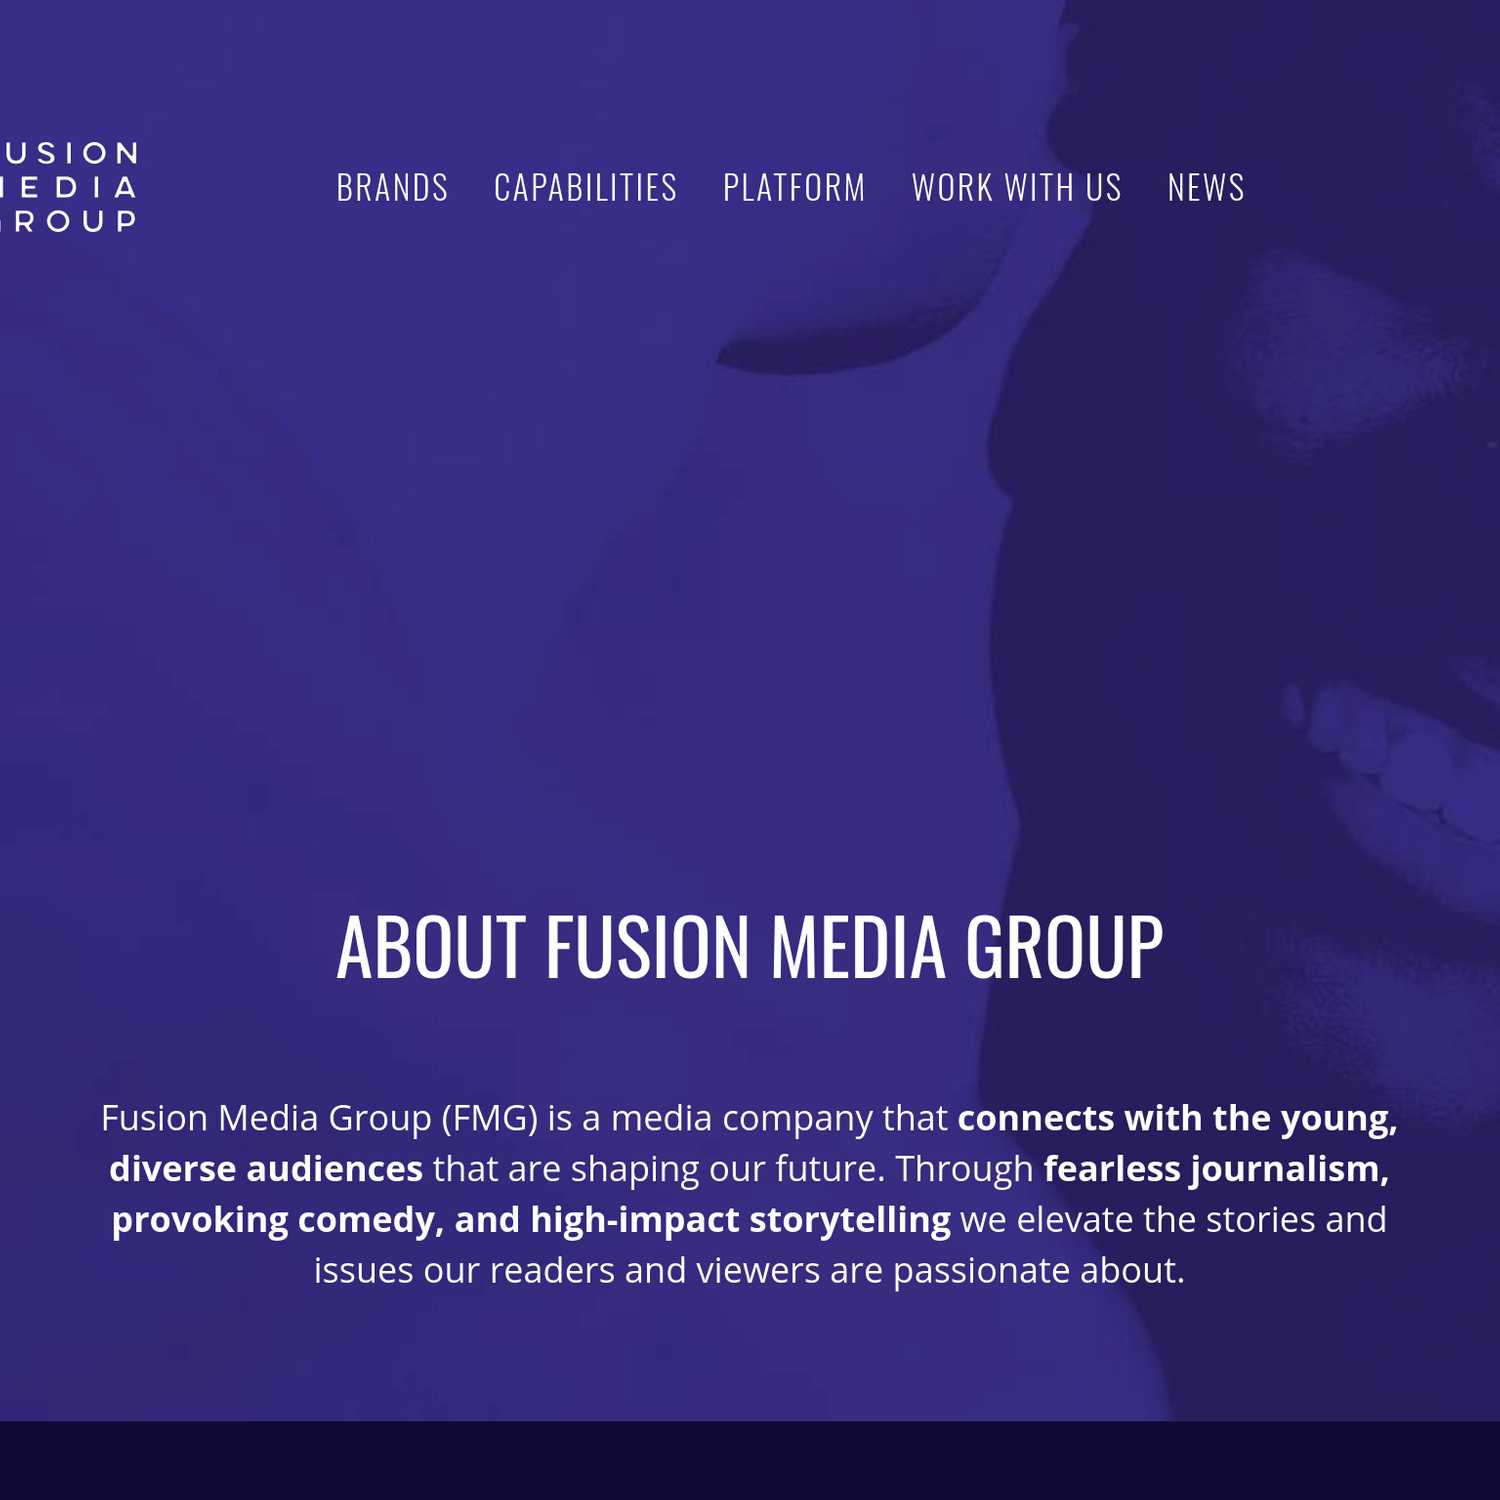 USION
EDIA
ROUP
BRANDS CAPABILITIES PLATFORM WORK WITH US NEWS
ABOUT FUSION MEDIA GROUP
Fusion Media Group (FMG) is a media company that connects with the young,
diverse audiences that are shaping our future. Through fearless journalism,
provoking comedy, and high-impact storytelling we elevate the stories and
issues our readers and viewers are passionate about.